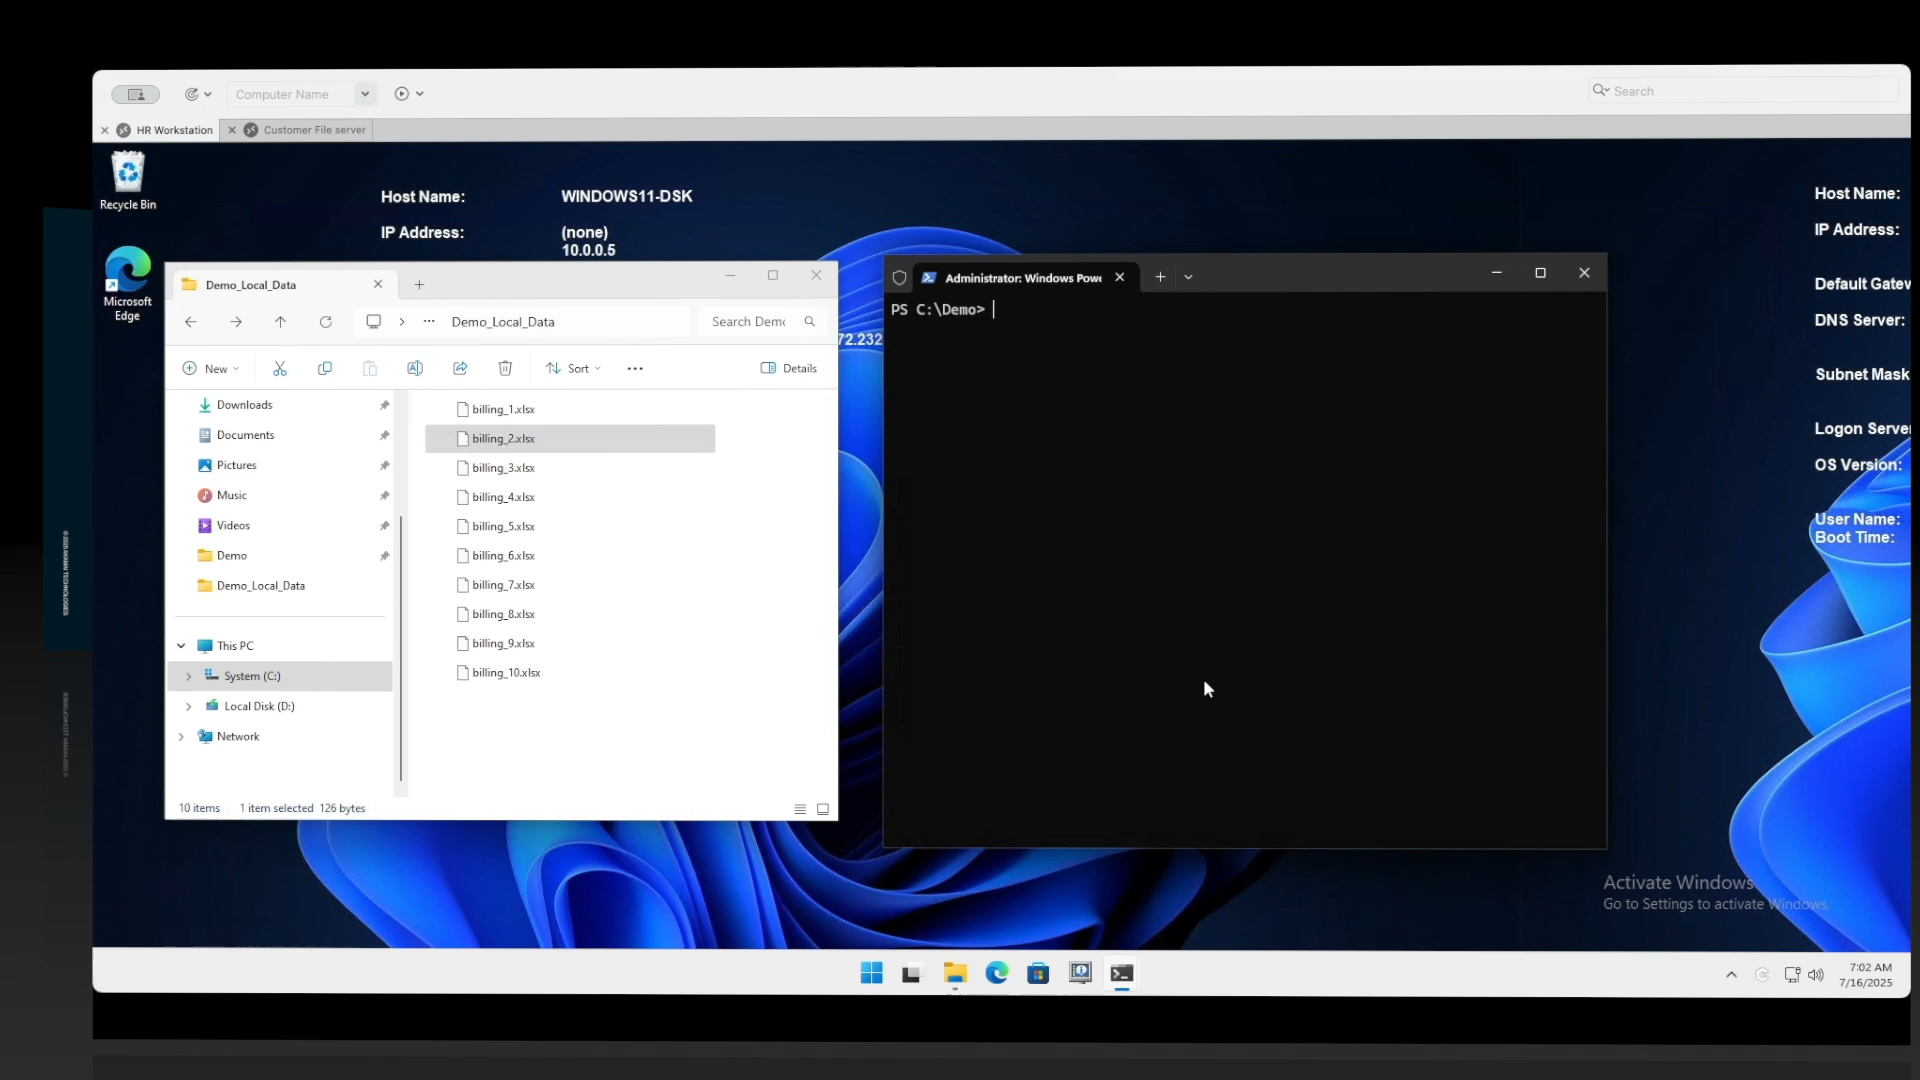 Computer Name
Search
HR Workstation
Customer File server
Recycle Bin
Microsoft
Edge
Host Name: WINDOWS11-DSK
IP Address: (none)
10.0.0.5
72.232
Demo_Local_Data
Demo_Local_Data
Search Demo
New
Sort
Details
Downloads
Documents
Pictures
Music
Videos
Demo
Demo_Local_Data
This PC
System (C:)
Local Disk (D:)
Network
billing_1.xlsx
billing_2.xlsx
billing_3.xlsx
billing_4.xlsx
billing_5.xlsx
billing_6.xlsx
billing_7.xlsx
billing_8.xlsx
billing_9.xlsx
billing_10.xlsx
10 items 1 item selected 126 bytes
Administrator: Windows Powe
PS C:\Demo>
Host Name:
IP Address:
Default Gatew
DNS Server:
Subnet Mask
Logon Serve
OS Version:
User Name:
Boot Time:
Activate Windows
Go to Settings to activate Windows.
7:02 AM
7/16/2025
© 2025 AKAMAI TECHNOLOGIES